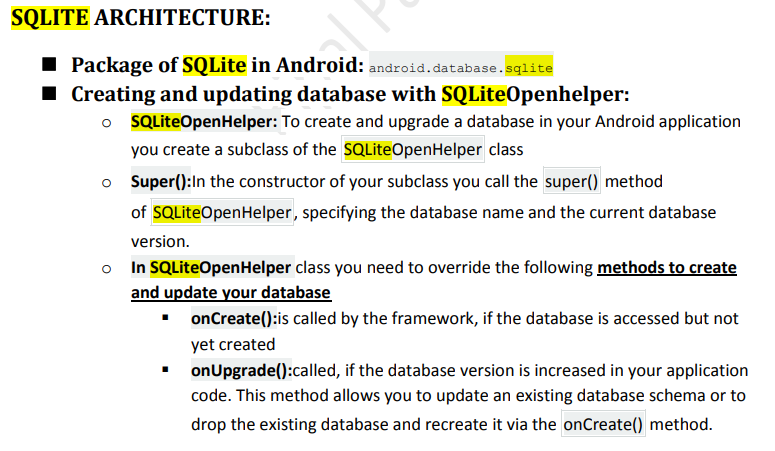 SQLITE ARCHITECTURE:
■ Package of SQLite in Android: android.database.sqlite
■ Creating and updating database with SQLiteOpenhelper:
o SQLiteOpenHelper: To create and upgrade a database in your Android application
you create a subclass of the SQLiteOpenHelper class
o Super():In the constructor of your subclass you call the super() method
of SQLiteOpenHelper, specifying the database name and the current database
version.
o In SQLiteOpenHelper class you need to override the following methods to create
and update your database
▪ onCreate():is called by the framework, if the database is accessed but not
yet created
▪ onUpgrade():called, if the database version is increased in your application
code. This method allows you to update an existing database schema or to
drop the existing database and recreate it via the onCreate() method.